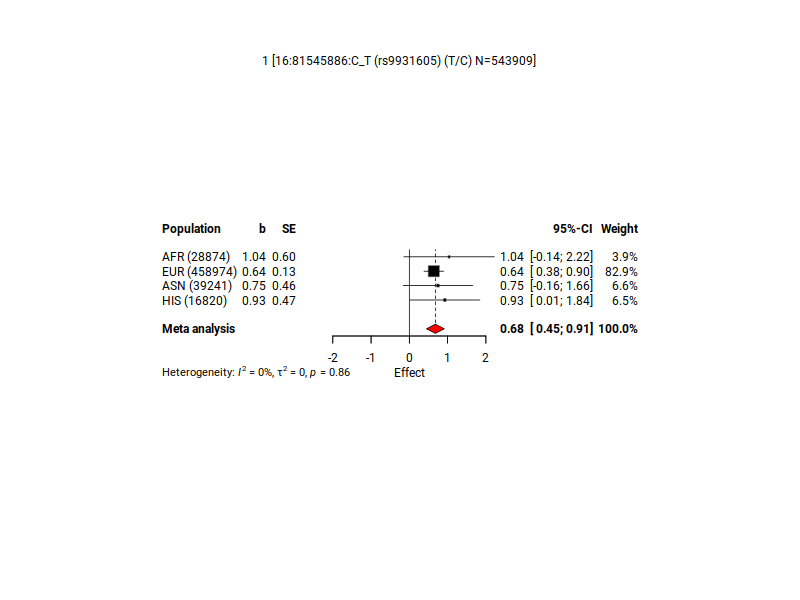 1 [16:81545886:C_T (rs9931605) (T/C) N=543909]
Population b SE 95%-CI Weight
AFR (28874) 1.04 0.60 1.04 [-0.14; 2.22] 3.9%
EUR (458974) 0.64 0.13 0.64 [ 0.38; 0.90] 82.9%
ASN (39241) 0.75 0.46 0.75 [-0.16; 1.66] 6.6%
HIS (16820) 0.93 0.47 0.93 [ 0.01; 1.84] 6.5%
Meta analysis 0.68 [ 0.45; 0.91] 100.0%
-2 -1 0 1 2
Heterogeneity: I² = 0%, τ² = 0, p = 0.86 Effect